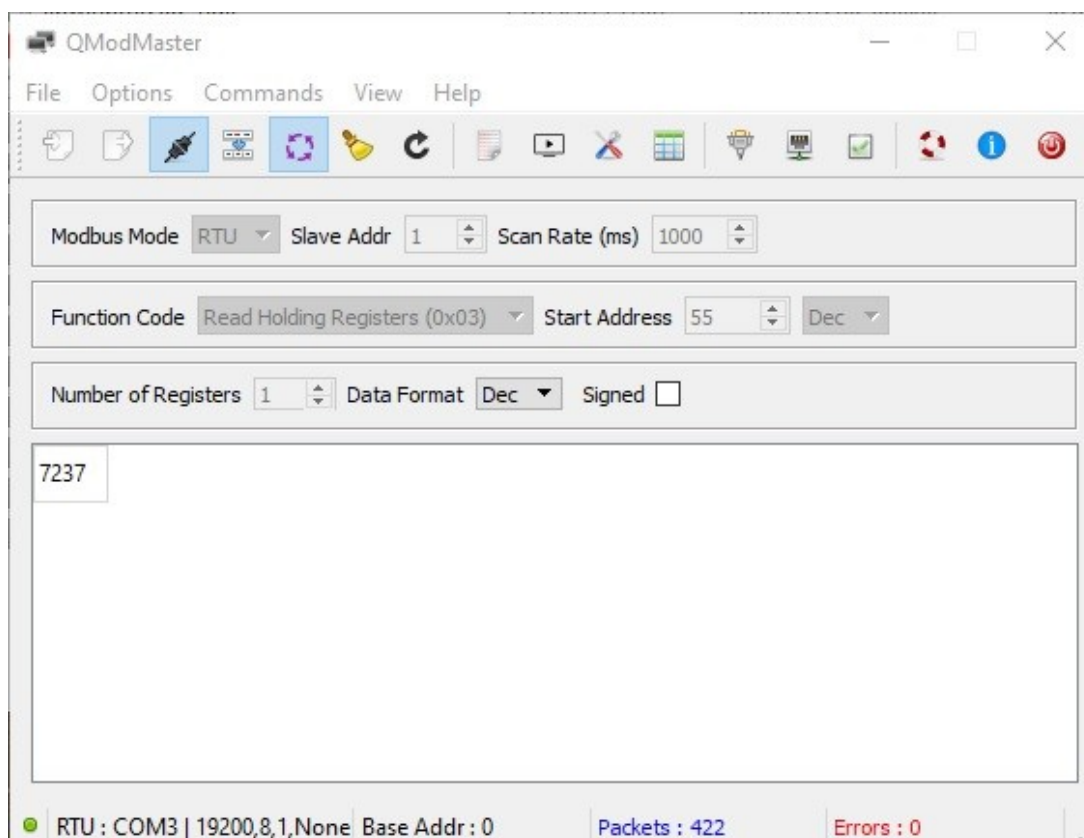 QModMaster
File Options Commands View Help
Modbus Mode RTU Slave Addr 1 Scan Rate (ms) 1000
Function Code Read Holding Registers (0x03) Start Address 55 Dec
Number of Registers 1 Data Format Dec Signed
7237
RTU : COM3 | 19200,8,1,None Base Addr : 0 Packets : 422 Errors : 0